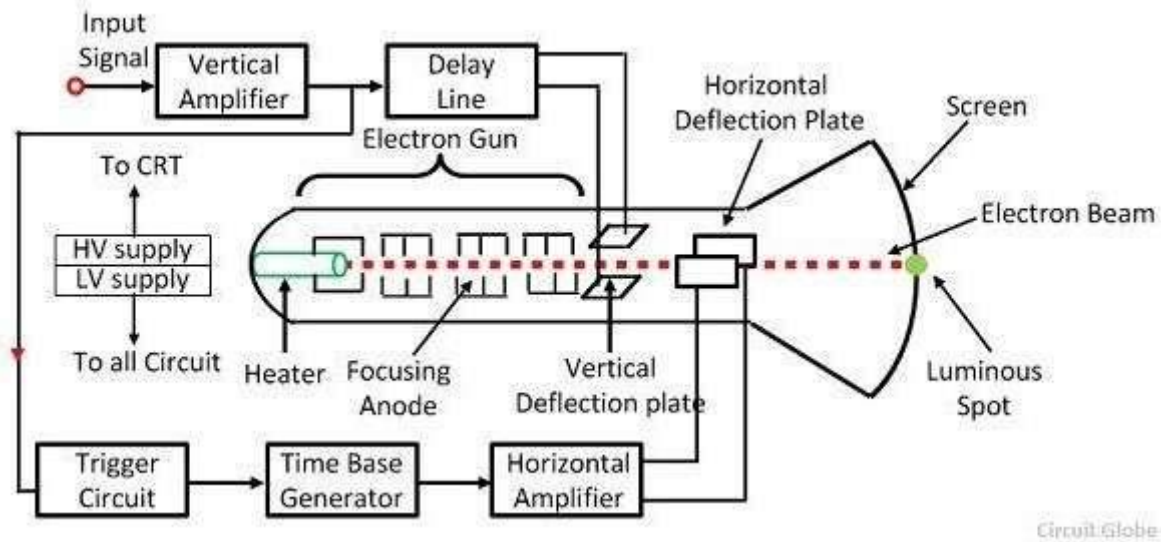 Input
Signal
Vertical
Amplifier
Delay
Line
Electron Gun
Horizontal
Deflection Plate
Screen
To CRT
HV supply
LV supply
To all Circuit
Electron Beam
Heater
Focusing
Anode
Vertical
Deflection plate
Luminous
Spot
Trigger
Circuit
Time Base
Generator
Horizontal
Amplifier
Circuit Globe